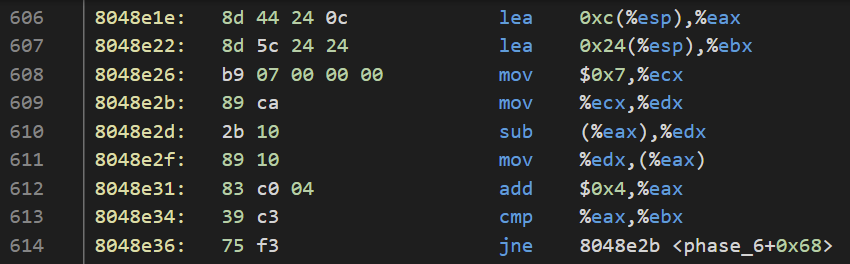 606 8048e1e: 8d 44 24 0c lea 0xc(%esp),%eax
607 8048e22: 8d 5c 24 24 lea 0x24(%esp),%ebx
608 8048e26: b9 07 00 00 00 mov $0x7,%ecx
609 8048e2b: 89 ca mov %ecx,%edx
610 8048e2d: 2b 10 sub (%eax),%edx
611 8048e2f: 89 10 mov %edx,(%eax)
612 8048e31: 83 c0 04 add $0x4,%eax
613 8048e34: 39 c3 cmp %eax,%ebx
614 8048e36: 75 f3 jne 8048e2b <phase_6+0x68>